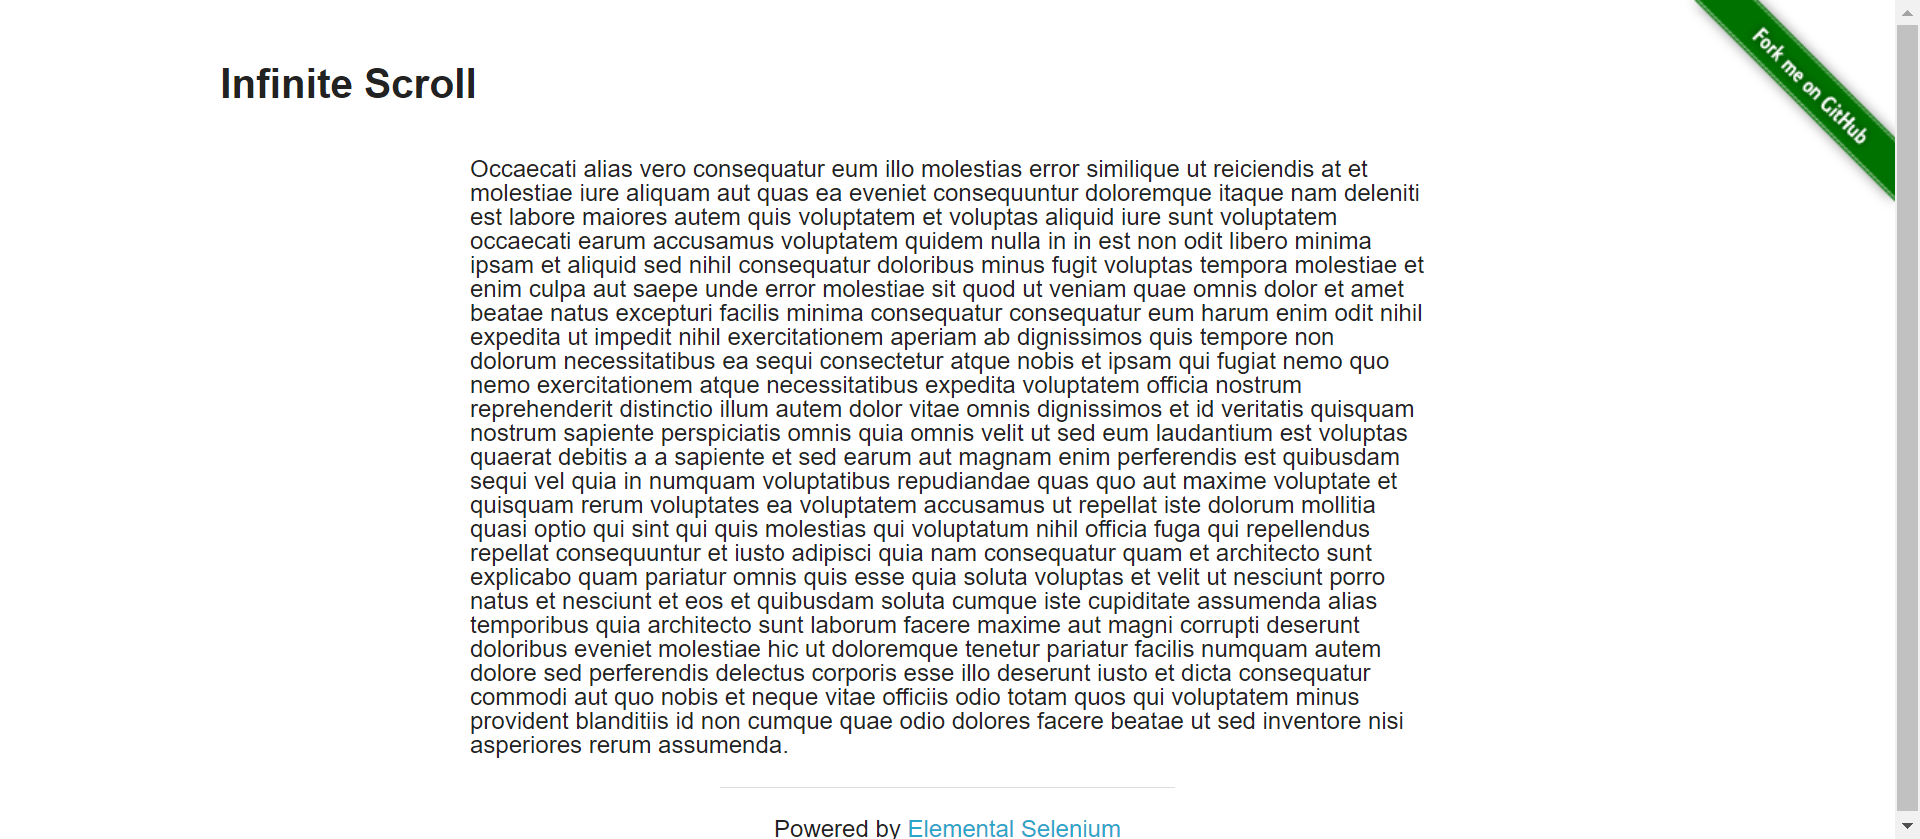 Infinite Scroll
Fork me on GitHub
Occaecati alias vero consequatur eum illo molestias error similique ut reiciendis at et
molestiae iure aliquam aut quas ea eveniet consequuntur doloremque itaque nam deleniti
est labore maiores autem quis voluptatem et voluptas aliquid iure sunt voluptatem
occaecati earum accusamus voluptatem quidem nulla in in est non odit libero minima
ipsam et aliquid sed nihil consequatur doloribus minus fugit voluptas tempora molestiae et
enim culpa aut saepe unde error molestiae sit quod ut veniam quae omnis dolor et amet
beatae natus excepturi facilis minima consequatur consequatur eum harum enim odit nihil
expedita ut impedit nihil exercitationem aperiam ab dignissimos quis tempore non
dolorum necessitatibus ea sequi consectetur atque nobis et ipsam qui fugiat nemo quo
nemo exercitationem atque necessitatibus expedita voluptatem officia nostrum
reprehenderit distinctio illum autem dolor vitae omnis dignissimos et id veritatis quisquam
nostrum sapiente perspiciatis omnis quia omnis velit ut sed eum laudantium est voluptas
quaerat debitis a a sapiente et sed earum aut magnam enim perferendis est quibusdam
sequi vel quia in numquam voluptatibus repudiandae quas quo aut maxime voluptate et
quisquam rerum voluptates ea voluptatem accusamus ut repellat iste dolorum mollitia
quasi optio qui sint qui quis molestias qui voluptatum nihil officia fuga qui repellendus
repellat consequuntur et iusto adipisci quia nam consequatur quam et architecto sunt
explicabo quam pariatur omnis quis esse quia soluta voluptas et velit ut nesciunt porro
natus et nesciunt et eos et quibusdam soluta cumque iste cupiditate assumenda alias
temporibus quia architecto sunt laborum facere maxime aut magni corrupti deserunt
doloribus eveniet molestiae hic ut doloremque tenetur pariatur facilis numquam autem
dolore sed perferendis delectus corporis esse illo deserunt iusto et dicta consequatur
commodi aut quo nobis et neque vitae officiis odio totam quos qui voluptatem minus
provident blanditiis id non cumque quae odio dolores facere beatae ut sed inventore nisi
asperiores rerum assumenda.
Powered by Elemental Selenium